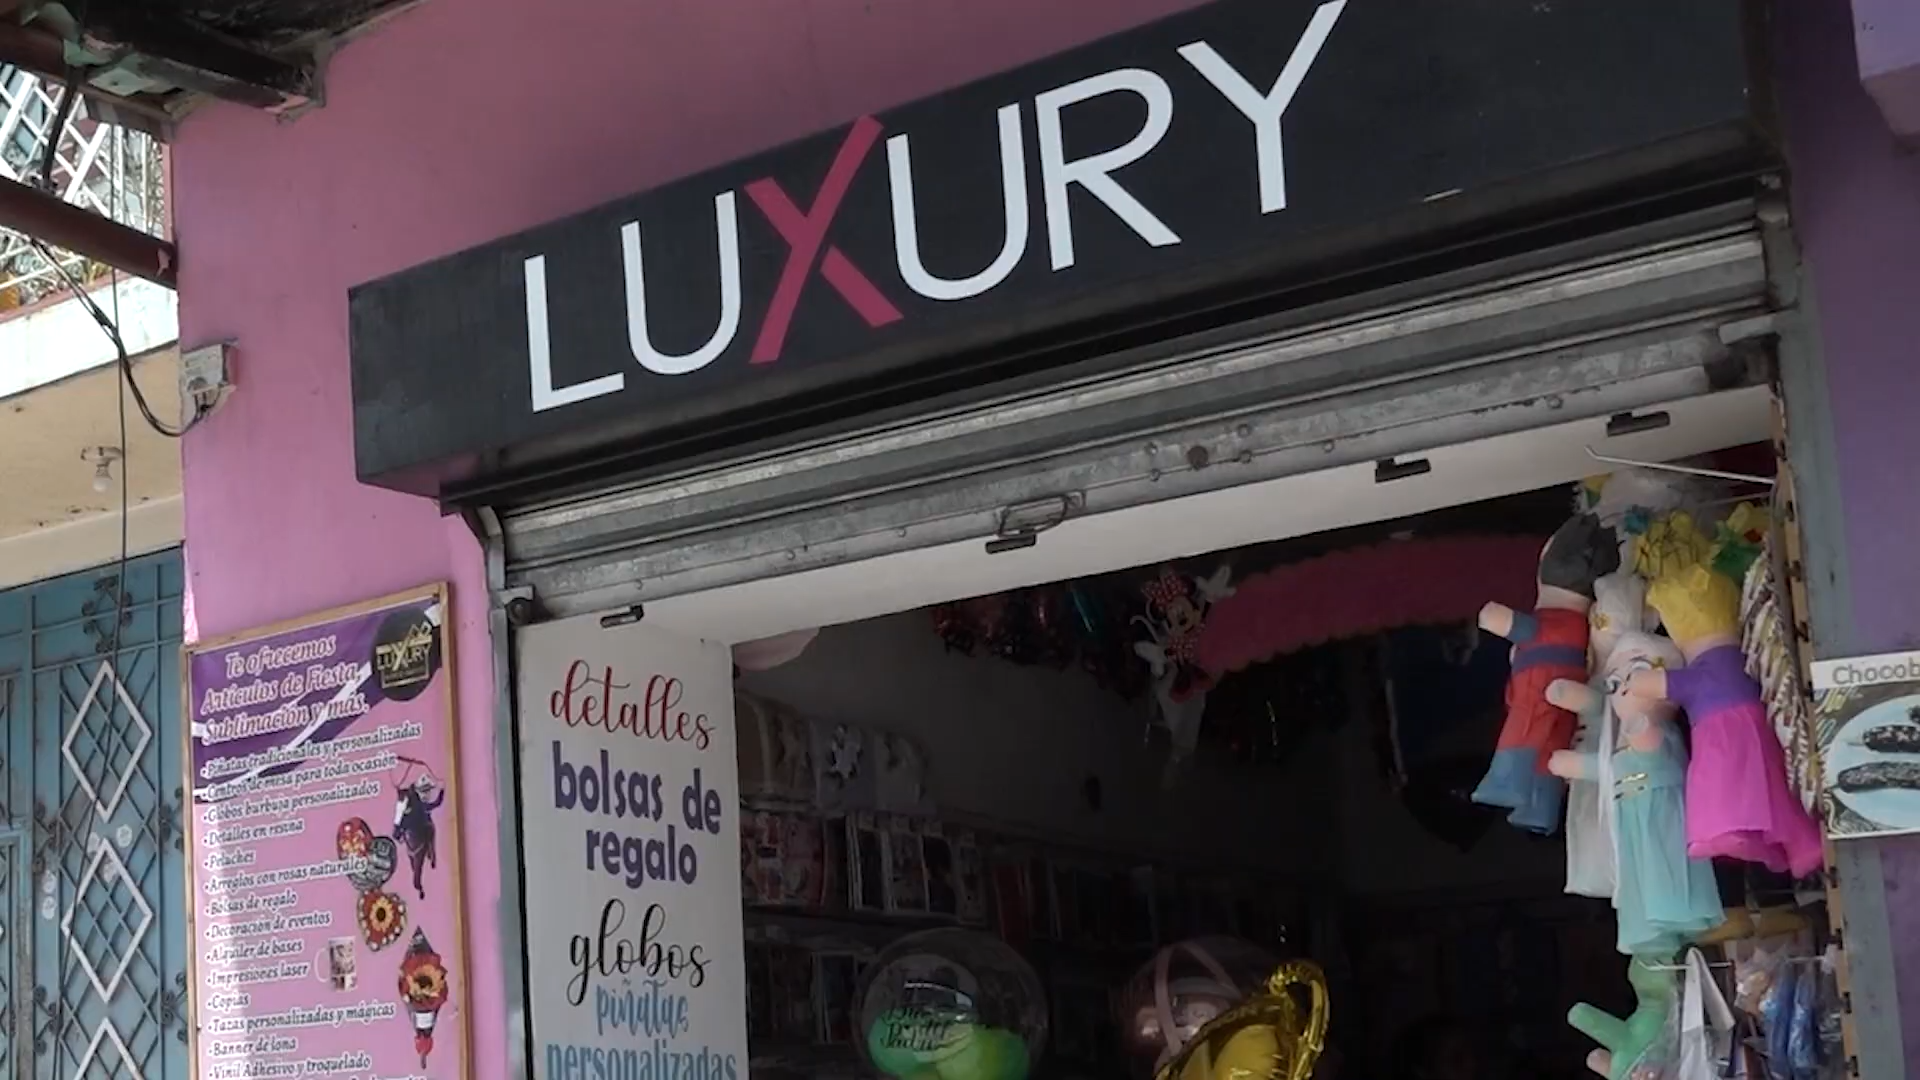 LUXURY
Te ofrecemos
Artículos de Fiesta,
Sublimación y más.
LUXURY
•Piñatas tradicionales y personalizadas
•Centros de mesa para toda ocasión
•Globos burbuja personalizados
•Detalles en resina
•Peluches
•Arreglos con rosas naturales
•Bolsas de regalo
•Decoración de eventos
•Alquiler de bases
•Impresiones laser
•Copias
•Tazas personalizadas y mágicas
•Banner de lona
•Vinil Adhesivo y troquelado
detalles
bolsas de
regalo
globos
piñatas
personalizadas
Chocob